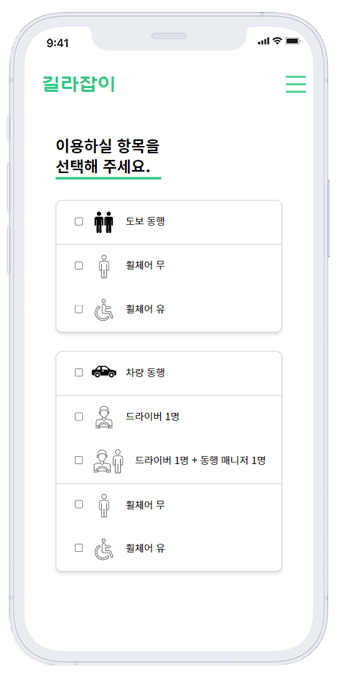 9:41
길라잡이
이용하실 항목을
선택해 주세요.
도보 동행
휠체어 무
휠체어 유
차량 동행
드라이버 1명
드라이버 1명 + 동행 매니저 1명
휠체어 무
휠체어 유